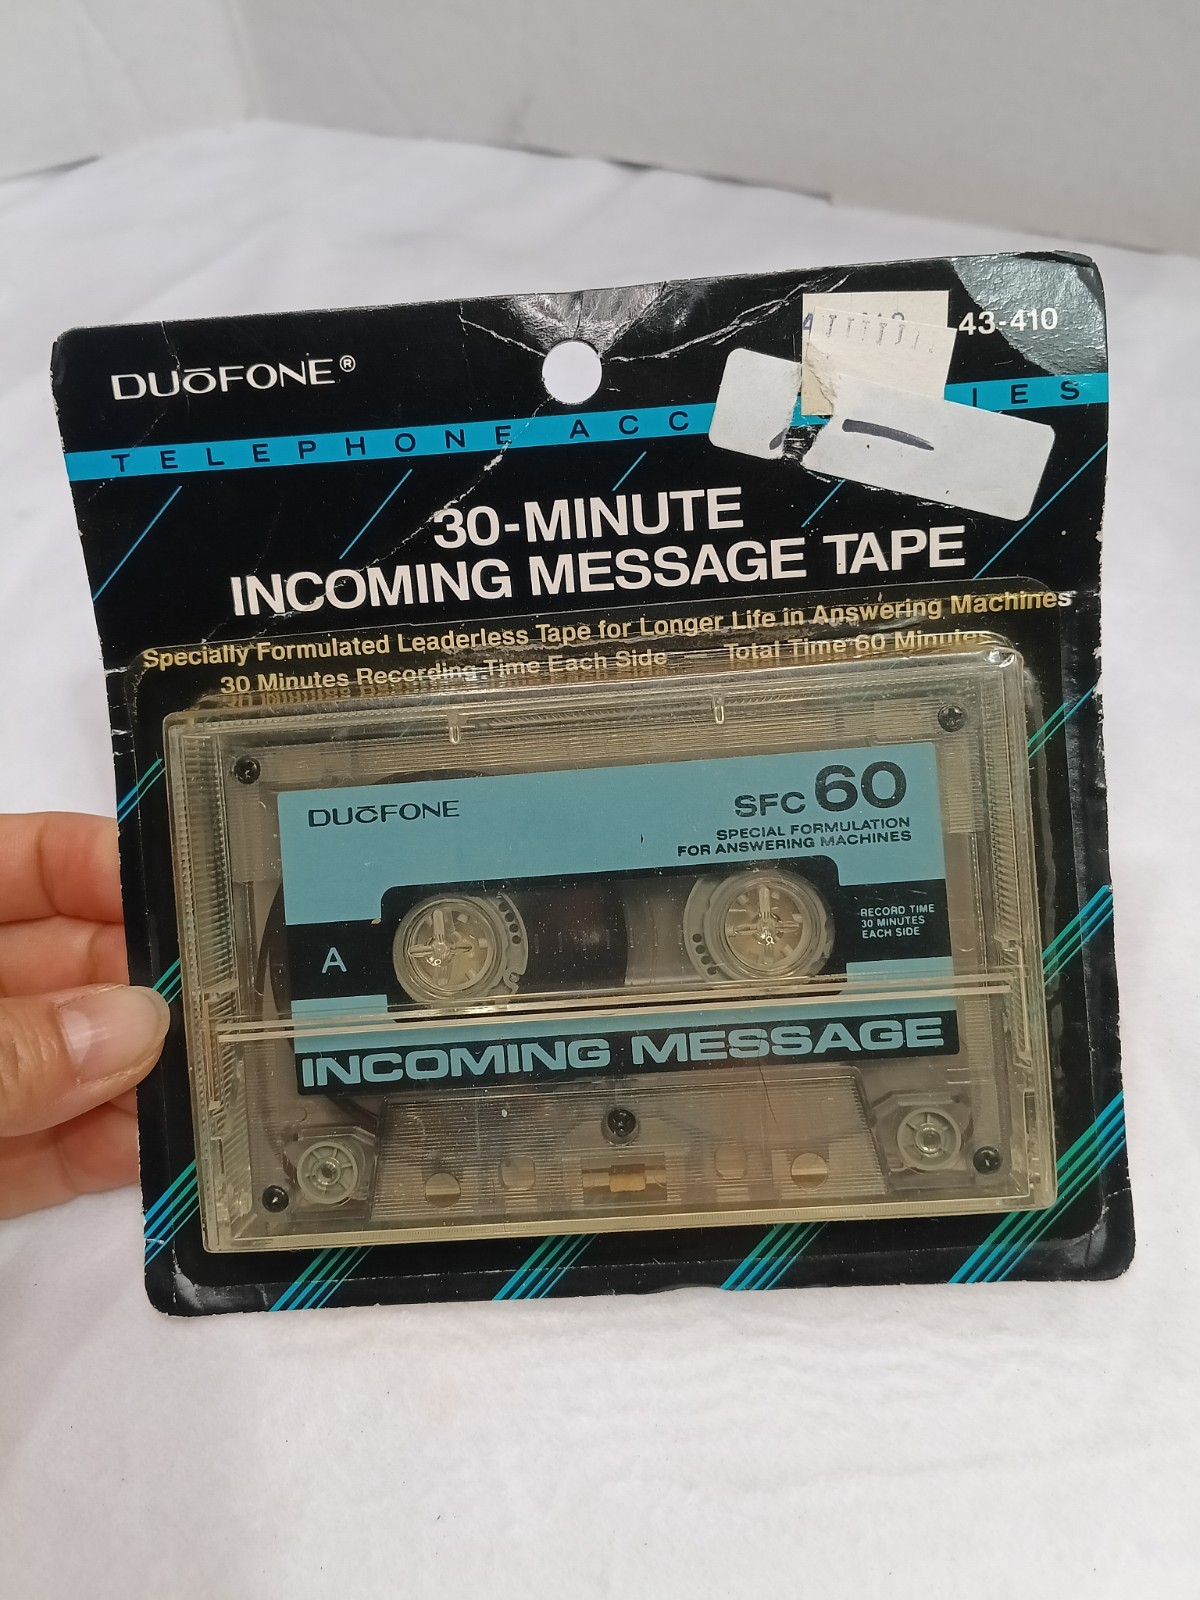 DUōFONE®
43-410
TELEPHONE ACC IES
30-MINUTE
INCOMING MESSAGE TAPE
Specially Formulated Leaderless Tape for Longer Life in Answering Machines
30 Minutes Recording Time Each Side Total Time 60 Minutes
DUōFONE
SFC 60
SPECIAL FORMULATION
FOR ANSWERING MACHINES
A
RECORD TIME
30 MINUTES
EACH SIDE
INCOMING MESSAGE